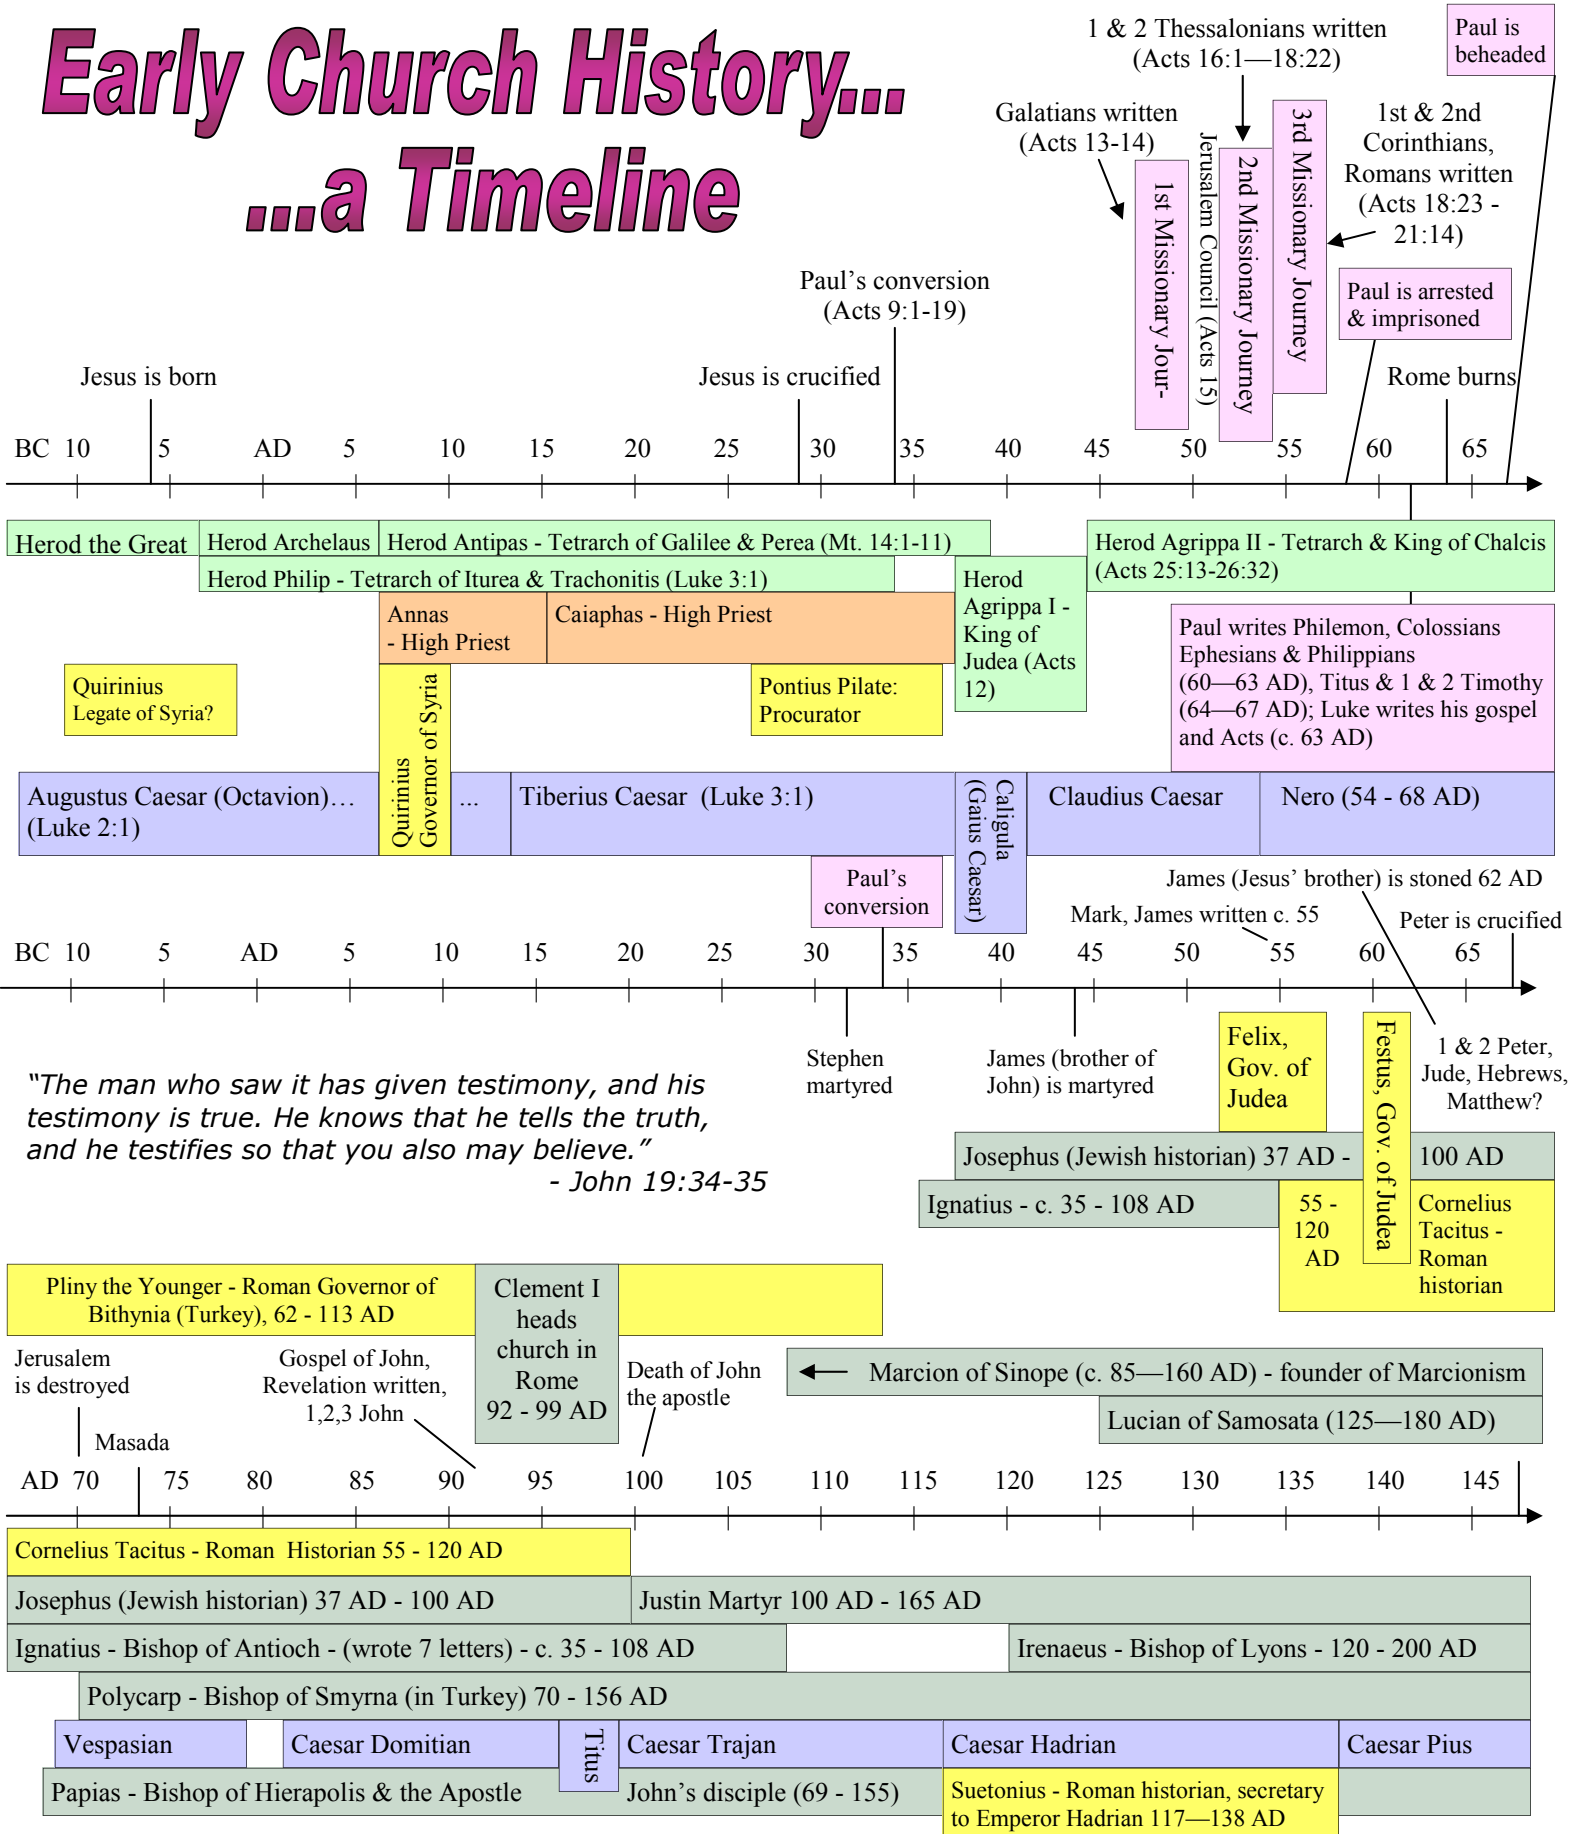 Early Church History...
...a Timeline
1 & 2 Thessalonians written
(Acts 16:1—18:22)
Paul is
beheaded
Galatians written
(Acts 13-14)
1st Missionary Jour-
Jerusalem Council (Acts 15)
2nd Missionary Journey
3rd Missionary Journey
1st & 2nd
Corinthians,
Romans written
(Acts 18:23 -
21:14)
Paul’s conversion
(Acts 9:1-19)
Paul is arrested
& imprisoned
Jesus is born
Jesus is crucified
Rome burns
BC 10 5 AD 5 10 15 20 25 30 35 40 45 50 55 60 65
Herod the Great
Herod Archelaus
Herod Antipas - Tetrarch of Galilee & Perea (Mt. 14:1-11)
Herod Philip - Tetrarch of Iturea & Trachonitis (Luke 3:1)
Herod Agrippa II - Tetrarch & King of Chalcis
(Acts 25:13-26:32)
Herod
Agrippa I -
King of
Judea (Acts
12)
Annas
- High Priest
Caiaphas - High Priest
Paul writes Philemon, Colossians
Ephesians & Philippians
(60—63 AD), Titus & 1 & 2 Timothy
(64—67 AD); Luke writes his gospel
and Acts (c. 63 AD)
Quirinius
Legate of Syria?
Quirinius
Governor of Syria
Pontius Pilate:
Procurator
Augustus Caesar (Octavion)…
(Luke 2:1)
...
Tiberius Caesar (Luke 3:1)
Caligula
(Gaius Caesar)
Claudius Caesar
Nero (54 - 68 AD)
Paul’s
conversion
James (Jesus’ brother) is stoned 62 AD
Mark, James written c. 55
Peter is crucified
BC 10 5 AD 5 10 15 20 25 30 35 40 45 50 55 60 65
Stephen
martyred
James (brother of
John) is martyred
Felix,
Gov. of
Judea
Festus, Gov. of Judea
1 & 2 Peter,
Jude, Hebrews,
Matthew?
“The man who saw it has given testimony, and his
testimony is true. He knows that he tells the truth,
and he testifies so that you also may believe.”
- John 19:34-35
Josephus (Jewish historian) 37 AD - 100 AD
Ignatius - c. 35 - 108 AD
55 -
120
AD
Cornelius
Tacitus -
Roman
historian
Pliny the Younger - Roman Governor of
Bithynia (Turkey), 62 - 113 AD
Clement I
heads
church in
Rome
92 - 99 AD
Jerusalem
is destroyed
Masada
Gospel of John,
Revelation written,
1,2,3 John
Death of John
the apostle
Marcion of Sinope (c. 85—160 AD) - founder of Marcionism
Lucian of Samosata (125—180 AD)
AD 70 75 80 85 90 95 100 105 110 115 120 125 130 135 140 145
Cornelius Tacitus - Roman Historian 55 - 120 AD
Josephus (Jewish historian) 37 AD - 100 AD
Justin Martyr 100 AD - 165 AD
Ignatius - Bishop of Antioch - (wrote 7 letters) - c. 35 - 108 AD
Irenaeus - Bishop of Lyons - 120 - 200 AD
Polycarp - Bishop of Smyrna (in Turkey) 70 - 156 AD
Vespasian
Caesar Domitian
Titus
Caesar Trajan
Caesar Hadrian
Caesar Pius
Papias - Bishop of Hierapolis & the Apostle John’s disciple (69 - 155)
Suetonius - Roman historian, secretary
to Emperor Hadrian 117—138 AD